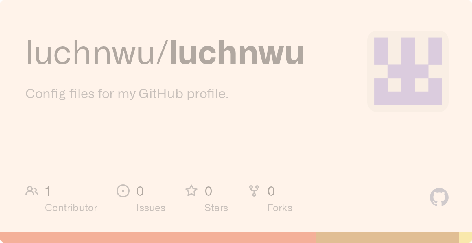 luchnwu/luchnwu
Config files for my GitHub profile.
1 0 0 0
Contributor Issues Stars Forks